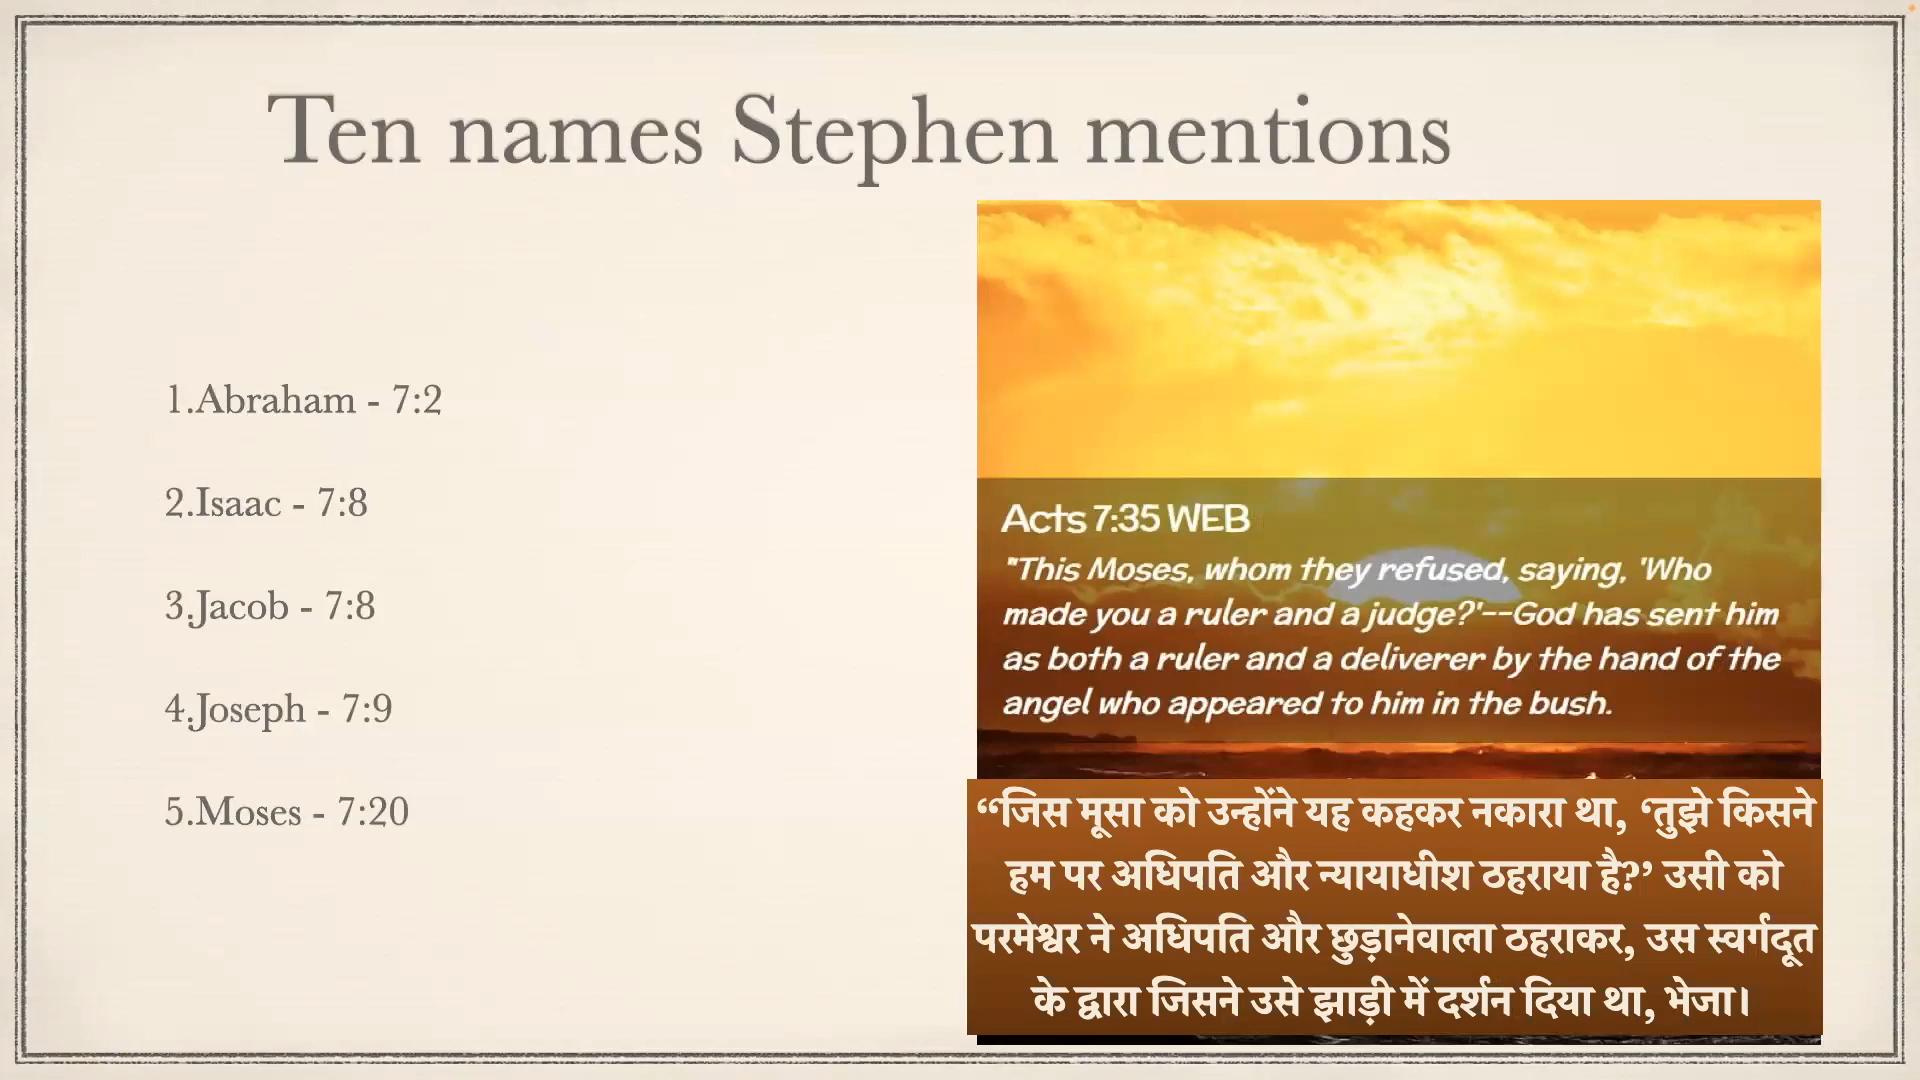 Ten names Stephen mentions
1.Abraham - 7:2
2.Isaac - 7:8
3.Jacob - 7:8
4.Joseph - 7:9
5.Moses - 7:20
Acts 7:35 WEB
"This Moses, whom they refused, saying, 'Who
made you a ruler and a judge?'--God has sent him
as both a ruler and a deliverer by the hand of the
angel who appeared to him in the bush.
“जिस मूसा को उन्होंने यह कहकर नकारा था, ‘तुझे किसने
हम पर अधिपति और न्यायाधीश ठहराया है?’ उसी को
परमेश्वर ने अधिपति और छुड़ानेवाला ठहराकर, उस स्वर्गदूत
के द्वारा जिसने उसे झाड़ी में दर्शन दिया था, भेजा।